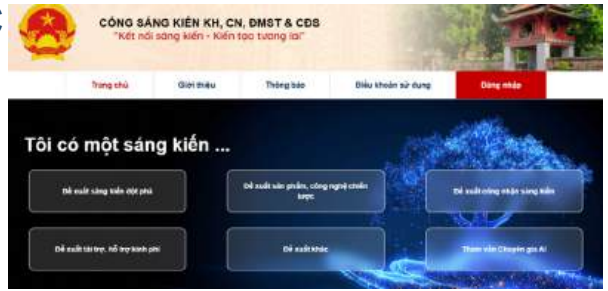 CỔNG SÁNG KIẾN KH, CN, ĐMST & CĐS
"Kết nối sáng kiến - Kiến tạo tương lai"
Trang chủ Giới thiệu Thông báo Điều khoản sử dụng Đăng nhập
Tôi có một sáng kiến ...
Đề xuất sáng kiến đột phá
Đề xuất sản phẩm, công nghệ chiến
lược
Đề xuất công nhận sáng kiến
Đề xuất tài trợ, hỗ trợ kinh phí
Đề xuất khác
Tham vấn Chuyên gia AI